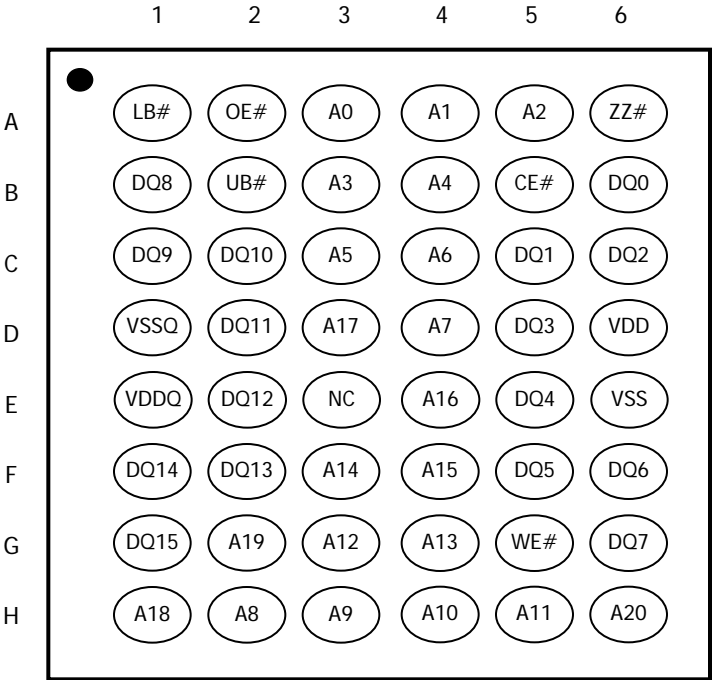 1 2 3 4 5 6
A LB# OE# A0 A1 A2 ZZ#
B DQ8 UB# A3 A4 CE# DQ0
C DQ9 DQ10 A5 A6 DQ1 DQ2
D VSSQ DQ11 A17 A7 DQ3 VDD
E VDDQ DQ12 NC A16 DQ4 VSS
F DQ14 DQ13 A14 A15 DQ5 DQ6
G DQ15 A19 A12 A13 WE# DQ7
H A18 A8 A9 A10 A11 A20